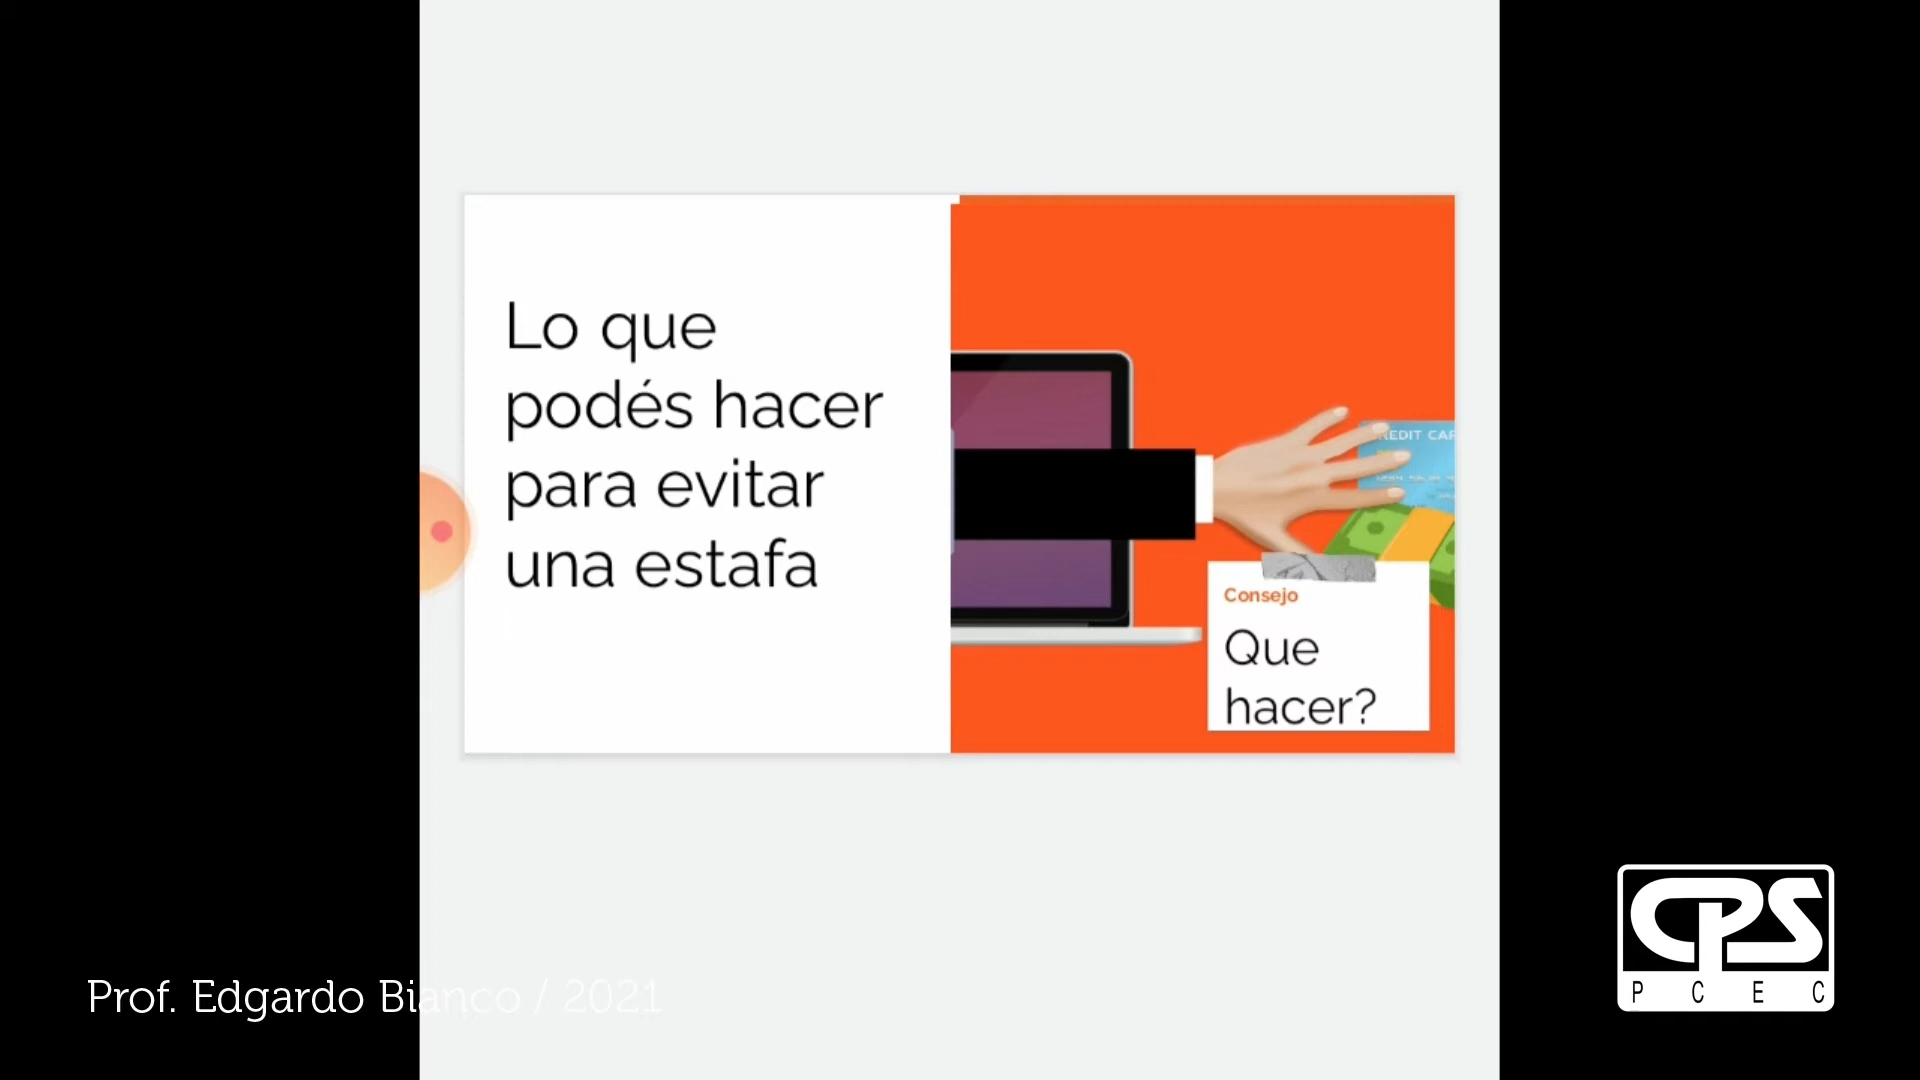 Lo que
podés hacer
para evitar
una estafa
Consejo
Que
hacer?
Prof. Edgardo Bianco / 2021
CPS
P C E C